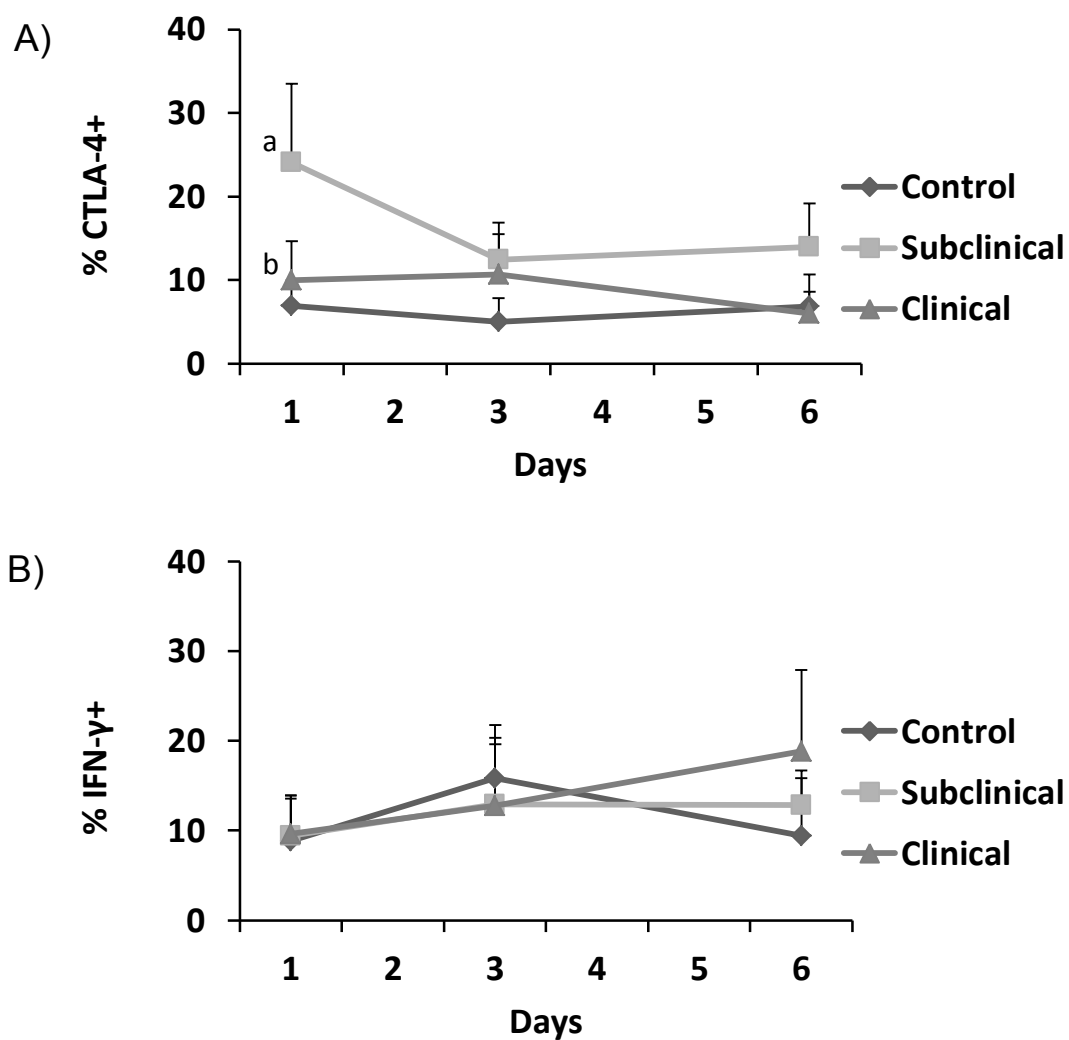 A)
% CTLA-4+
40
30
20
10
0
a
b
1 2 3 4 5 6
Days
Control
Subclinical
Clinical
B)
% IFN-γ+
40
30
20
10
0
1 2 3 4 5 6
Days
Control
Subclinical
Clinical